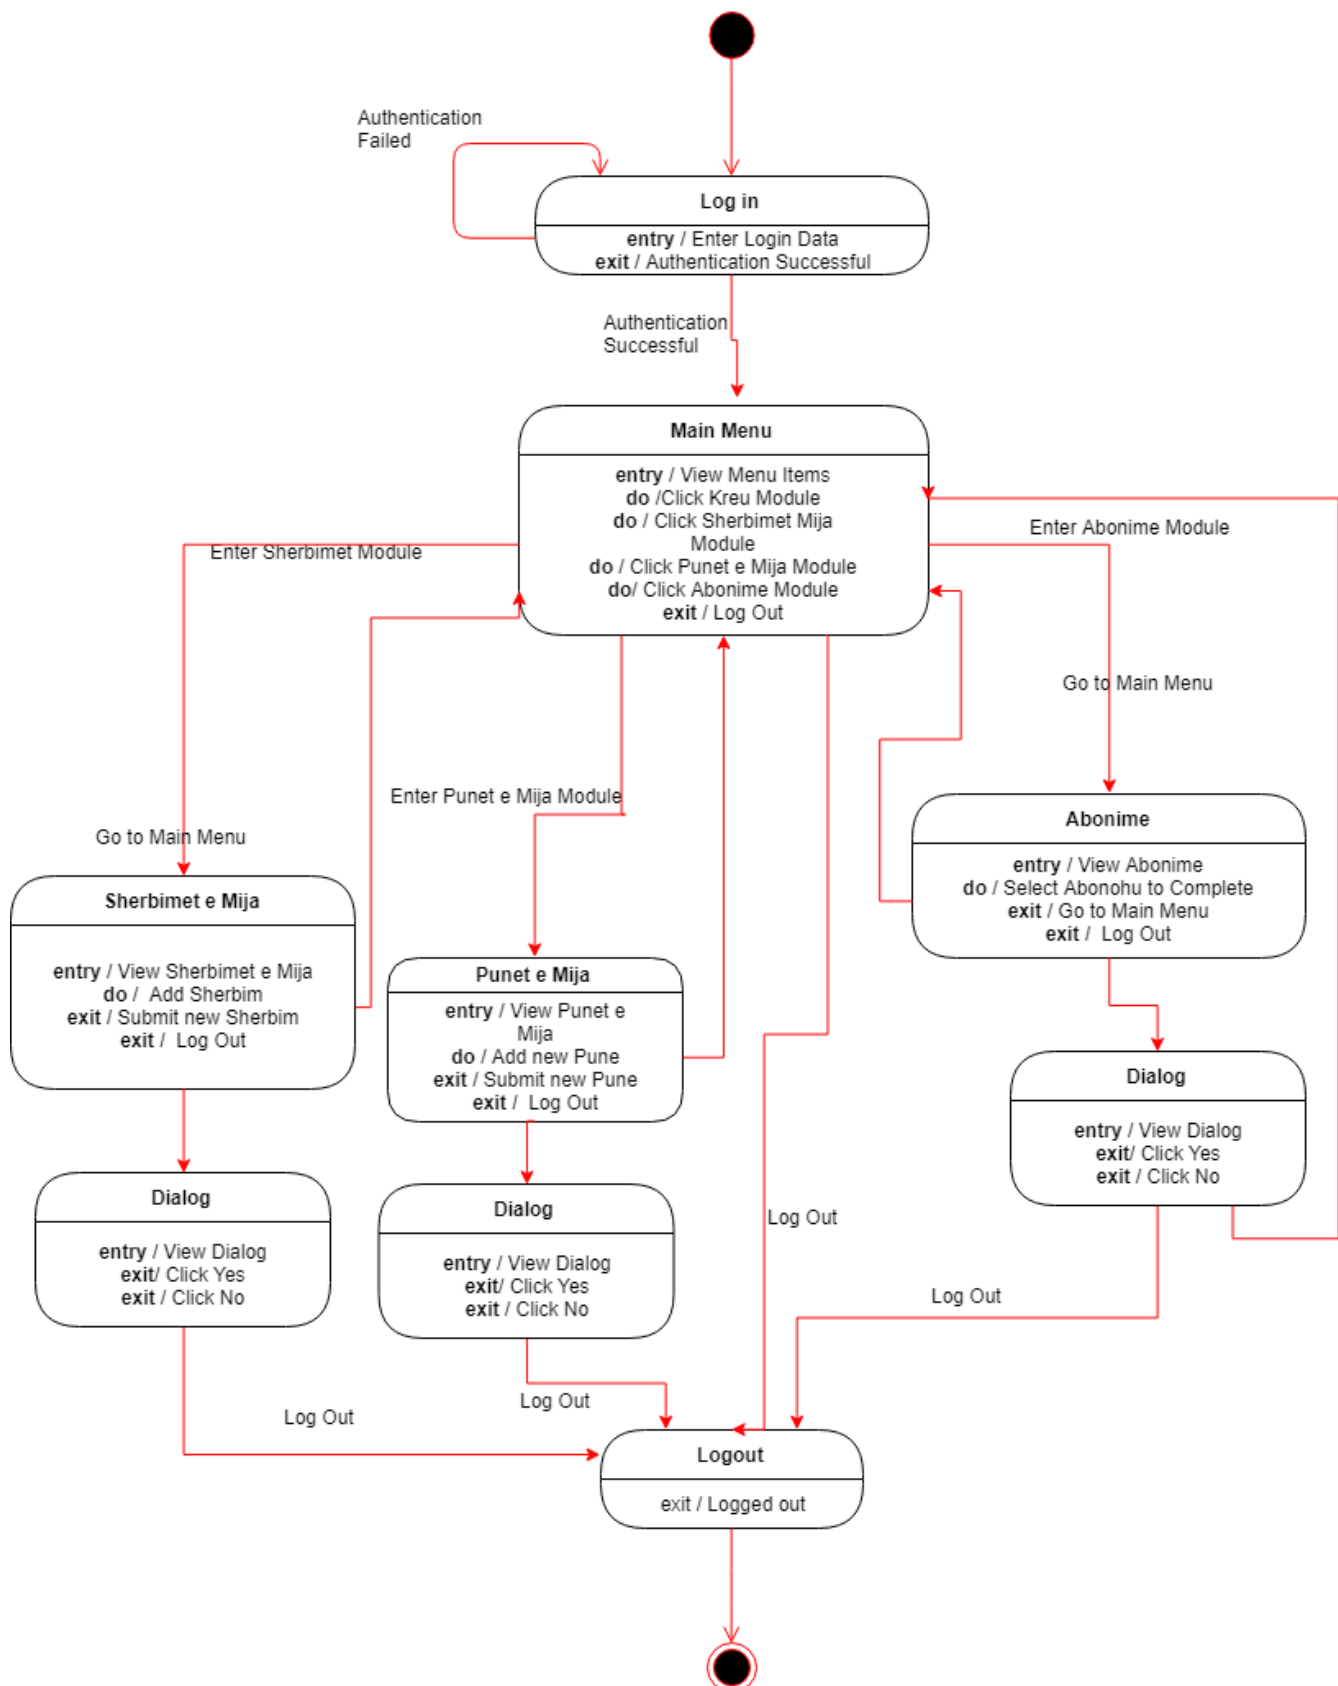 Authentication
Failed
Log in
entry / Enter Login Data
exit / Authentication Successful
Authentication
Successful
Main Menu
entry / View Menu Items
do /Click Kreu Module
do / Click Sherbimet Mija
Module
do / Click Punet e Mija Module
do/ Click Abonime Module
exit / Log Out
Enter Sherbimet Module
Enter Abonime Module
Go to Main Menu
Enter Punet e Mija Module
Go to Main Menu
Abonime
entry / View Abonime
do / Select Abonohu to Complete
exit / Go to Main Menu
exit /  Log Out
Sherbimet e Mija
entry / View Sherbimet e Mija
do /  Add Sherbim
exit / Submit new Sherbim
exit /  Log Out
Punet e Mija
entry / View Punet e
Mija
do / Add new Pune
exit / Submit new Pune
exit /  Log Out
Dialog
entry / View Dialog
exit/ Click Yes
exit / Click No
Dialog
entry / View Dialog
exit/ Click Yes
exit / Click No
Dialog
entry / View Dialog
exit/ Click Yes
exit / Click No
Log Out
Log Out
Log Out
Log Out
Logout
exit / Logged out